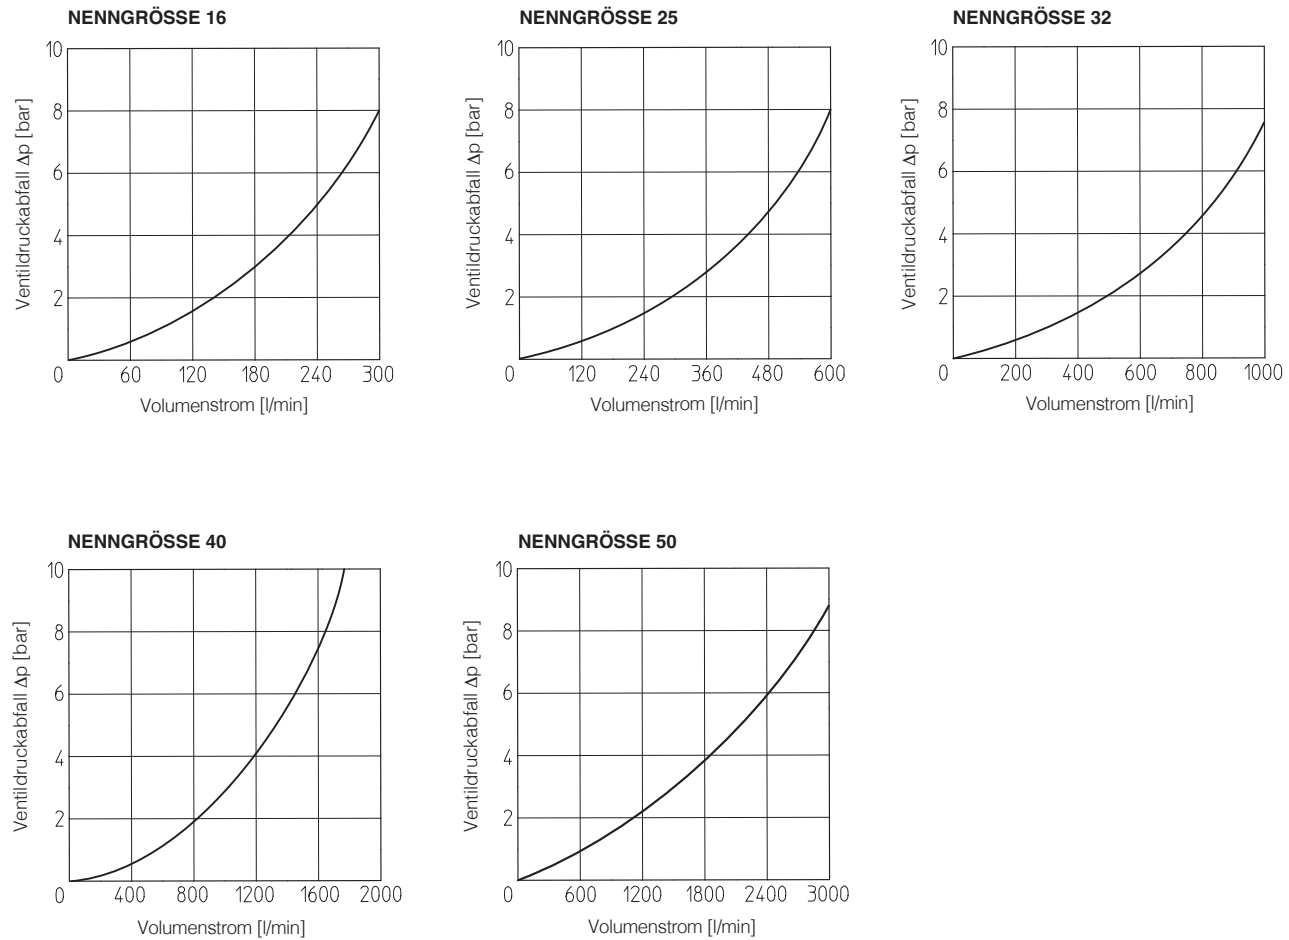 NENNGRÖSSE 16
10
8
6
4
2
0 60 120 180 240 300
Ventildruckabfall Δp [bar]
Volumenstrom [l/min]
NENNGRÖSSE 25
10
8
6
4
2
0 120 240 360 480 600
Ventildruckabfall Δp [bar]
Volumenstrom [l/min]
NENNGRÖSSE 32
10
8
6
4
2
0 200 400 600 800 1000
Ventildruckabfall Δp [bar]
Volumenstrom [l/min]
NENNGRÖSSE 40
10
8
6
4
2
0 400 800 1200 1600 2000
Ventildruckabfall Δp [bar]
Volumenstrom [l/min]
NENNGRÖSSE 50
10
8
6
4
2
0 600 1200 1800 2400 3000
Ventildruckabfall Δp [bar]
Volumenstrom [l/min]